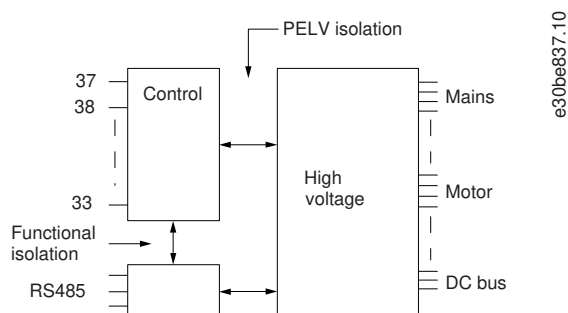 PELV isolation
37
38
Control
33
Functional
isolation
RS485
High
voltage
Mains
Motor
DC bus
e30be837.10